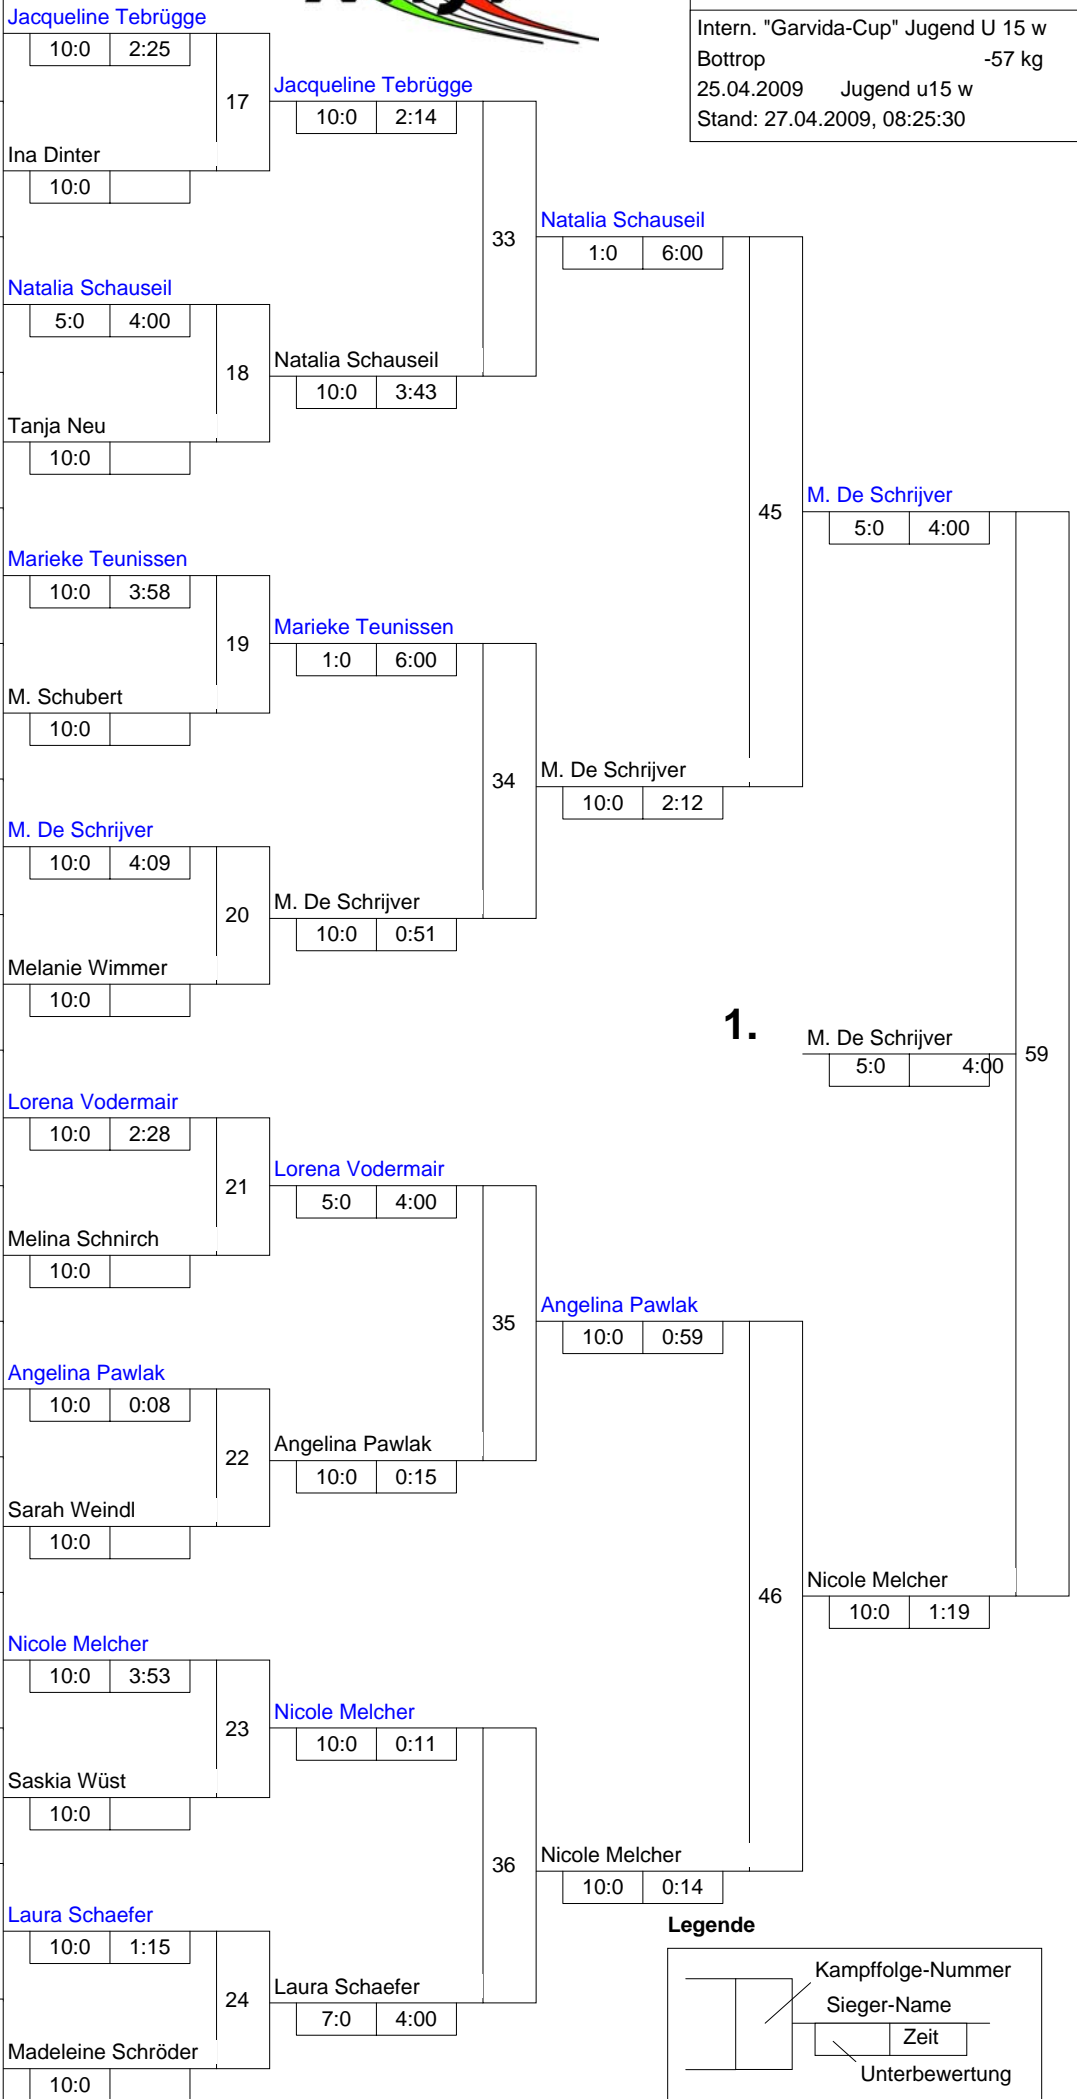 Intern. "Garvida-Cup" Jugend U 15 w
Bottrop -57 kg
25.04.2009 Jugend u15 w
Stand: 27.04.2009, 08:25:30
Jacqueline Tebrügge
10:0 2:25
17
Ina Dinter
10:0
Natalia Schauseil
5:0 4:00
18
Tanja Neu
10:0
Marieke Teunissen
10:0 3:58
19
M. Schubert
10:0
M. De Schrijver
10:0 4:09
20
Melanie Wimmer
10:0
Lorena Vodermair
10:0 2:28
21
Melina Schnirch
10:0
Angelina Pawlak
10:0 0:08
22
Sarah Weindl
10:0
Nicole Melcher
10:0 3:53
23
Saskia Wüst
10:0
Laura Schaefer
10:0 1:15
24
Madeleine Schröder
10:0
Jacqueline Tebrügge
10:0 2:14
33
Natalia Schauseil
10:0 3:43
Marieke Teunissen
1:0 6:00
34
M. De Schrijver
10:0 0:51
Lorena Vodermair
5:0 4:00
35
Angelina Pawlak
10:0 0:15
Nicole Melcher
10:0 0:11
36
Laura Schaefer
7:0 4:00
Natalia Schauseil
1:0 6:00
45
M. De Schrijver
10:0 2:12
Angelina Pawlak
10:0 0:59
46
Nicole Melcher
10:0 0:14
M. De Schrijver
5:0 4:00
1.
M. De Schrijver
5:0 4:00
59
Nicole Melcher
10:0 1:19
Legende
Kampffolge-Nummer
Sieger-Name
Zeit
Unterbewertung